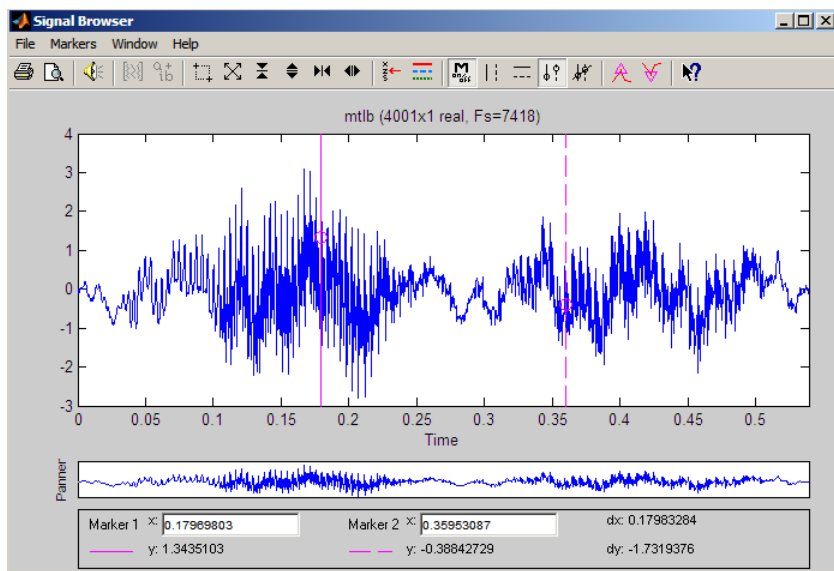 Signal Browser
File Markers Window Help
M
on/off
mtlb (4001x1 real, Fs=7418)
4
3
2
1
0
-1
-2
-3
0 0.05 0.1 0.15 0.2 0.25 0.3 0.35 0.4 0.45 0.5
Time
Panner
Marker 1 x: 0.17969803 Marker 2 x: 0.35953087 dx: 0.17983284
y: 1.3435103 y: -0.38842729 dy: -1.7319376